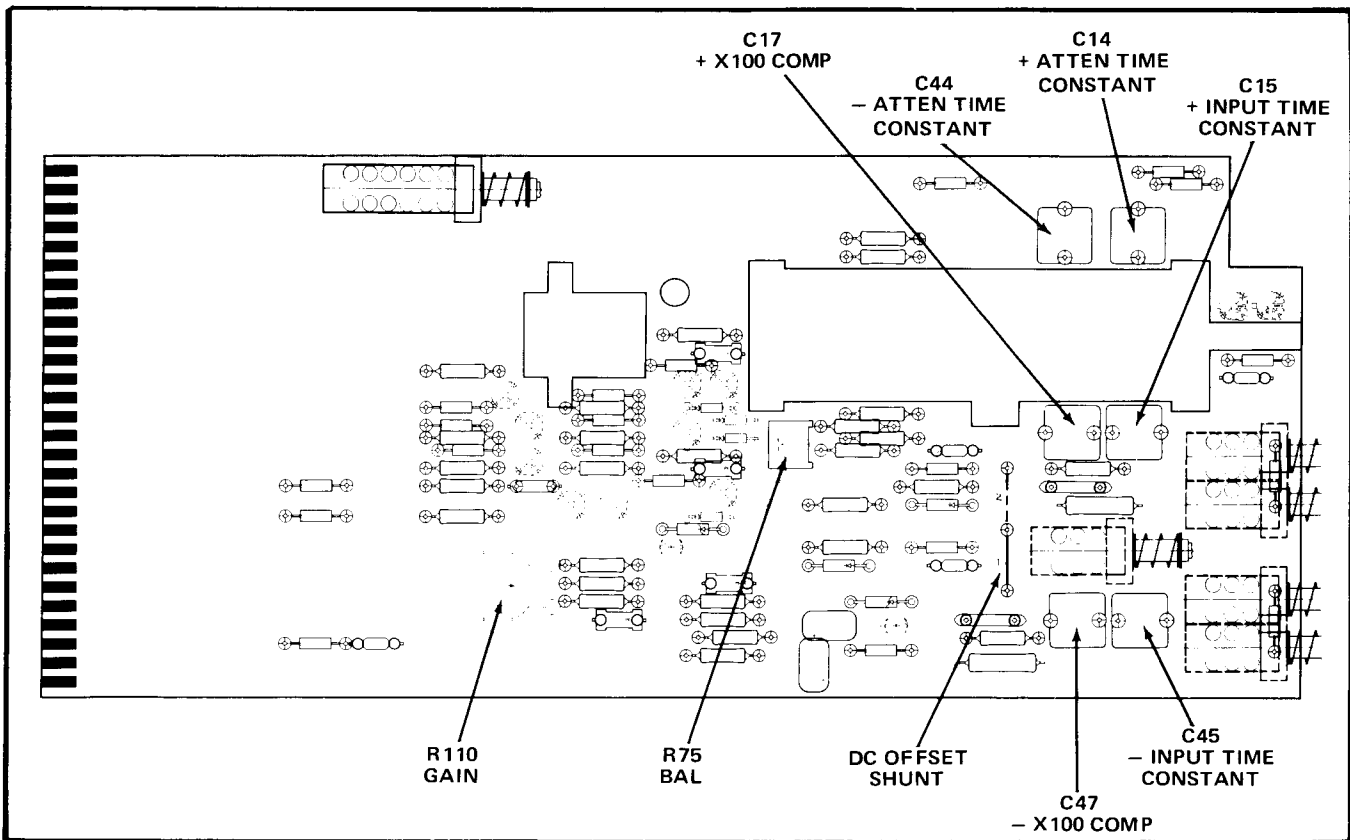 C17
+ X100 COMP
C44
− ATTEN TIME
CONSTANT
C14
+ ATTEN TIME
CONSTANT
C15
+ INPUT TIME
CONSTANT
R110
GAIN
R75
BAL
DC OFFSET
SHUNT
C47
− X100 COMP
C45
− INPUT TIME
CONSTANT